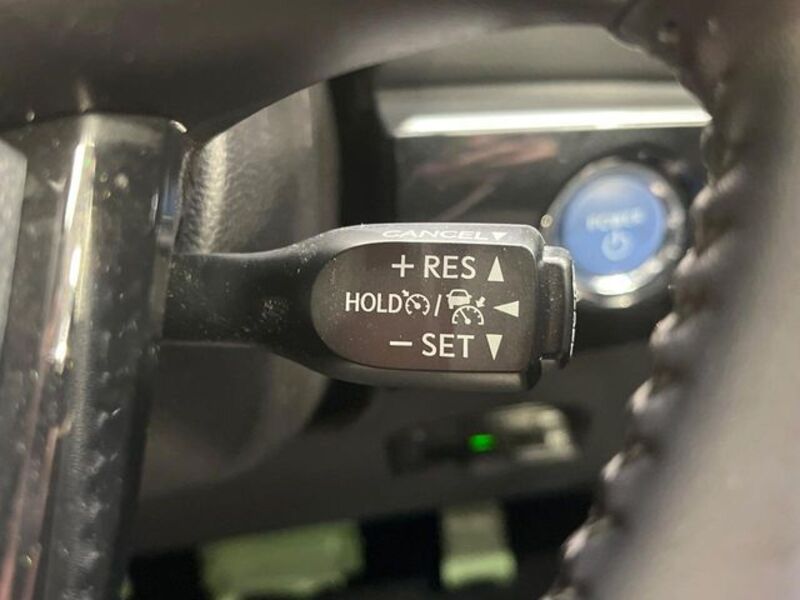 CANCEL▼
+ RES ▲
HOLD / ◀
− SET ▼
POWER